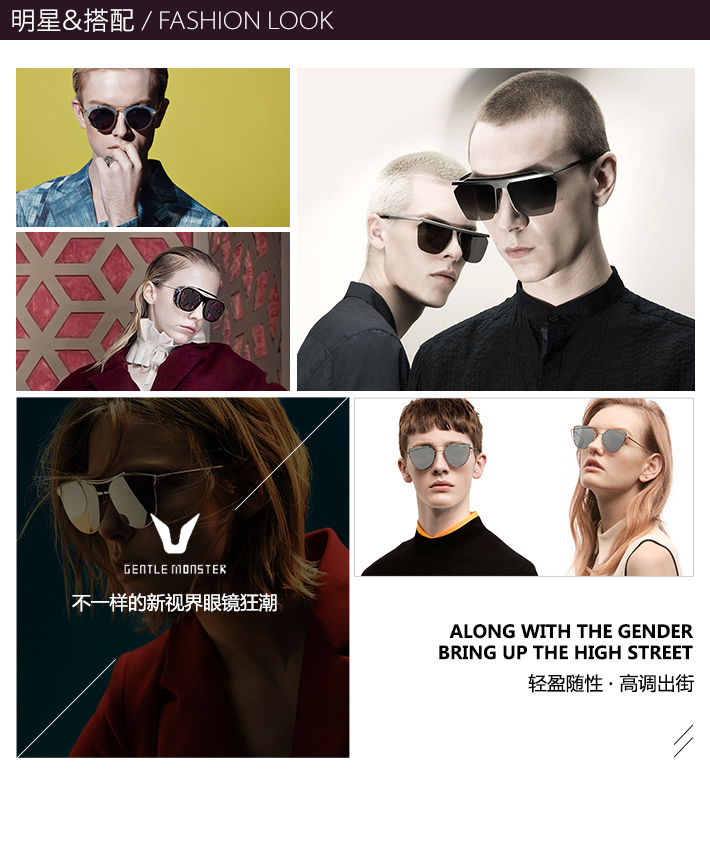 明星&搭配 / FASHION LOOK
GENTLE MONSTER
不一样的新视界眼镜狂潮
ALONG WITH THE GENDER
BRING UP THE HIGH STREET
轻盈随性 · 高调出街